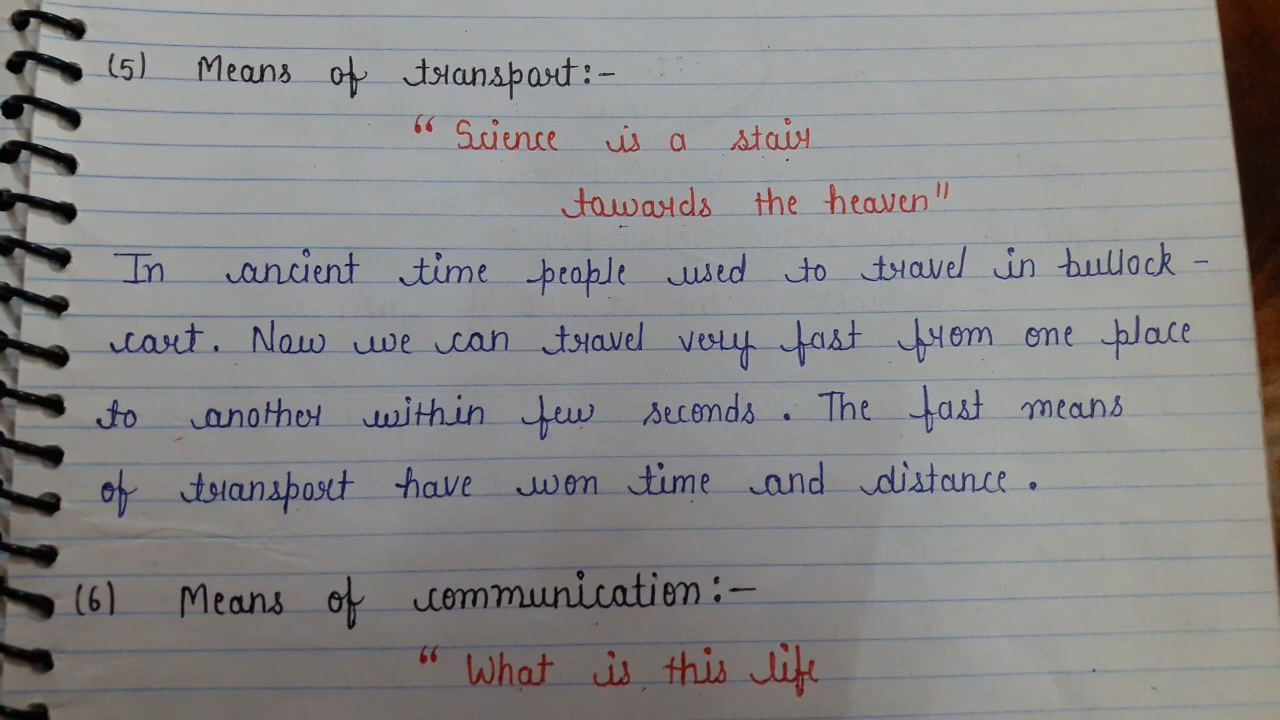 (5) Means of transport:-
“ Science is a stair
towards the heaven"
In ancient time people used to travel in bullock -
cart. Now we can travel very fast from one place
to another within few seconds. The fast means
of transport have won time and distance.
(6) Means of communication:-
“ What is this life